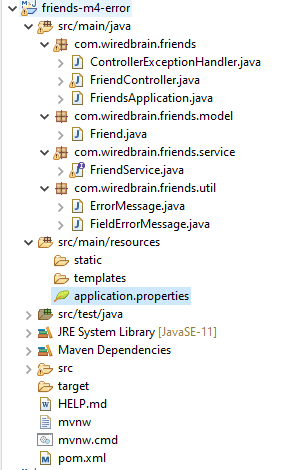 friends-m4-error
src/main/java
com.wiredbrain.friends
ControllerExceptionHandler.java
FriendController.java
FriendsApplication.java
com.wiredbrain.friends.model
Friend.java
com.wiredbrain.friends.service
FriendService.java
com.wiredbrain.friends.util
ErrorMessage.java
FieldErrorMessage.java
src/main/resources
static
templates
application.properties
src/test/java
JRE System Library [JavaSE-11]
Maven Dependencies
src
target
HELP.md
mvnw
mvnw.cmd
pom.xml